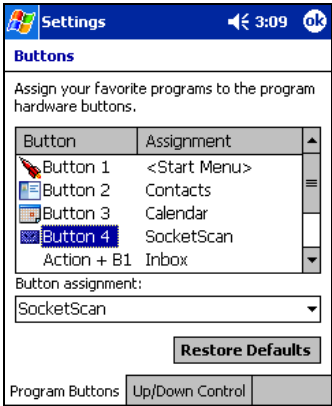 Settings 3:09 ok
Buttons
Assign your favorite programs to the program
hardware buttons.
Button Assignment
Button 1 <Start Menu>
Button 2 Contacts
Button 3 Calendar
Button 4 SocketScan
Action + B1 Inbox
Button assignment:
SocketScan
Restore Defaults
Program Buttons Up/Down Control